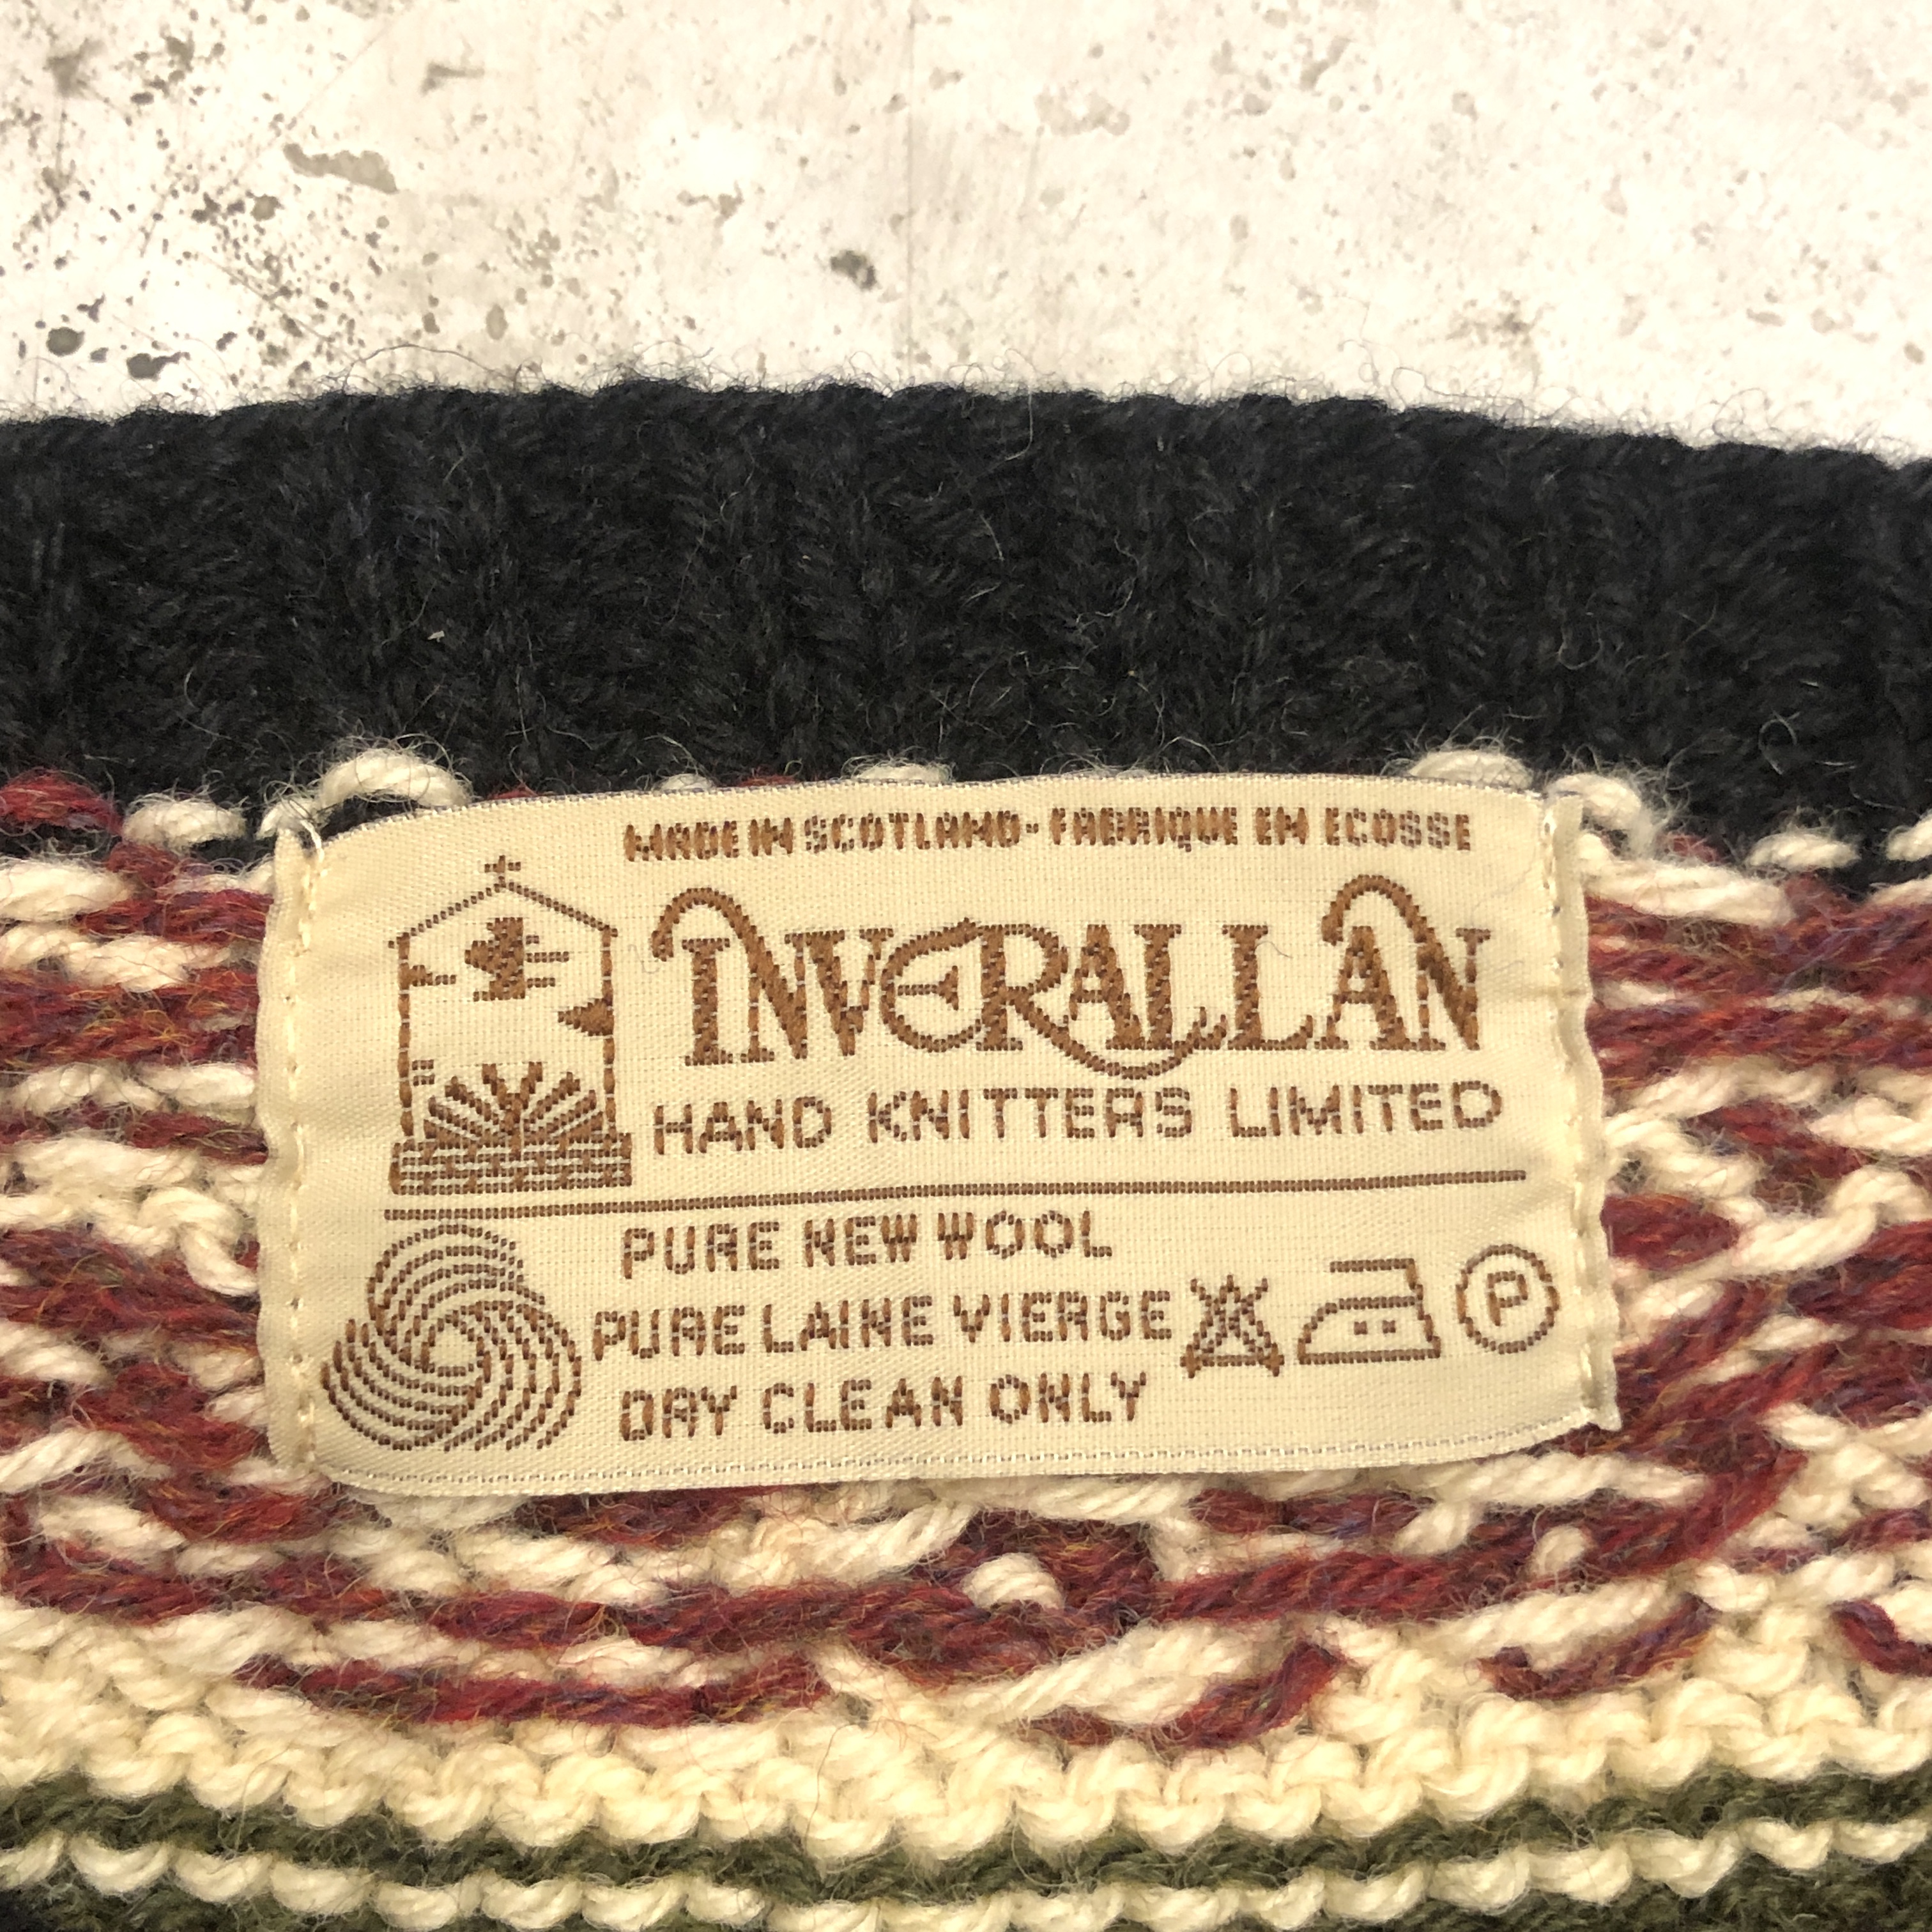 MADE IN SCOTLAND - FABRIQUE EN ECOSSE
INVERALLAN
HAND KNITTERS LIMITED
PURE NEW WOOL
PURE LAINE VIERGE
DRY CLEAN ONLY
P